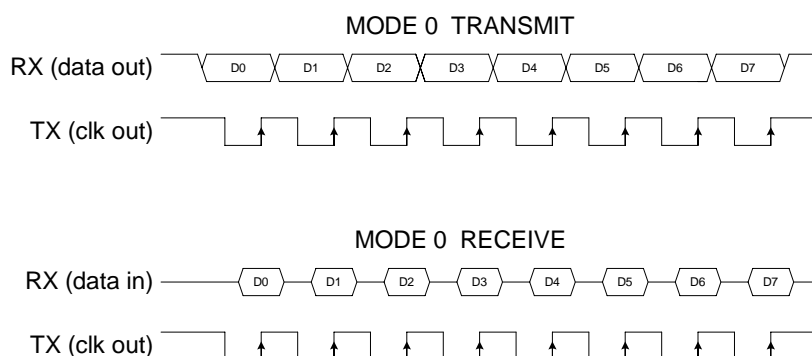 MODE 0 TRANSMIT
RX (data out) D0 D1 D2 D3 D4 D5 D6 D7
TX (clk out)
MODE 0 RECEIVE
RX (data in) D0 D1 D2 D3 D4 D5 D6 D7
TX (clk out)